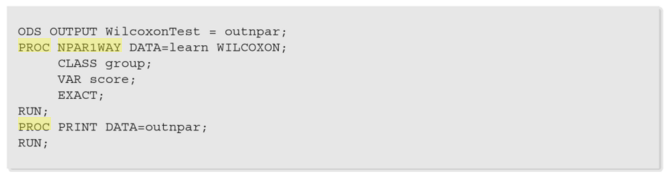 ODS OUTPUT WilcoxonTest = outnpar;
PROC NPAR1WAY DATA=learn WILCOXON;
CLASS group;
VAR score;
EXACT;
RUN;
PROC PRINT DATA=outnpar;
RUN;